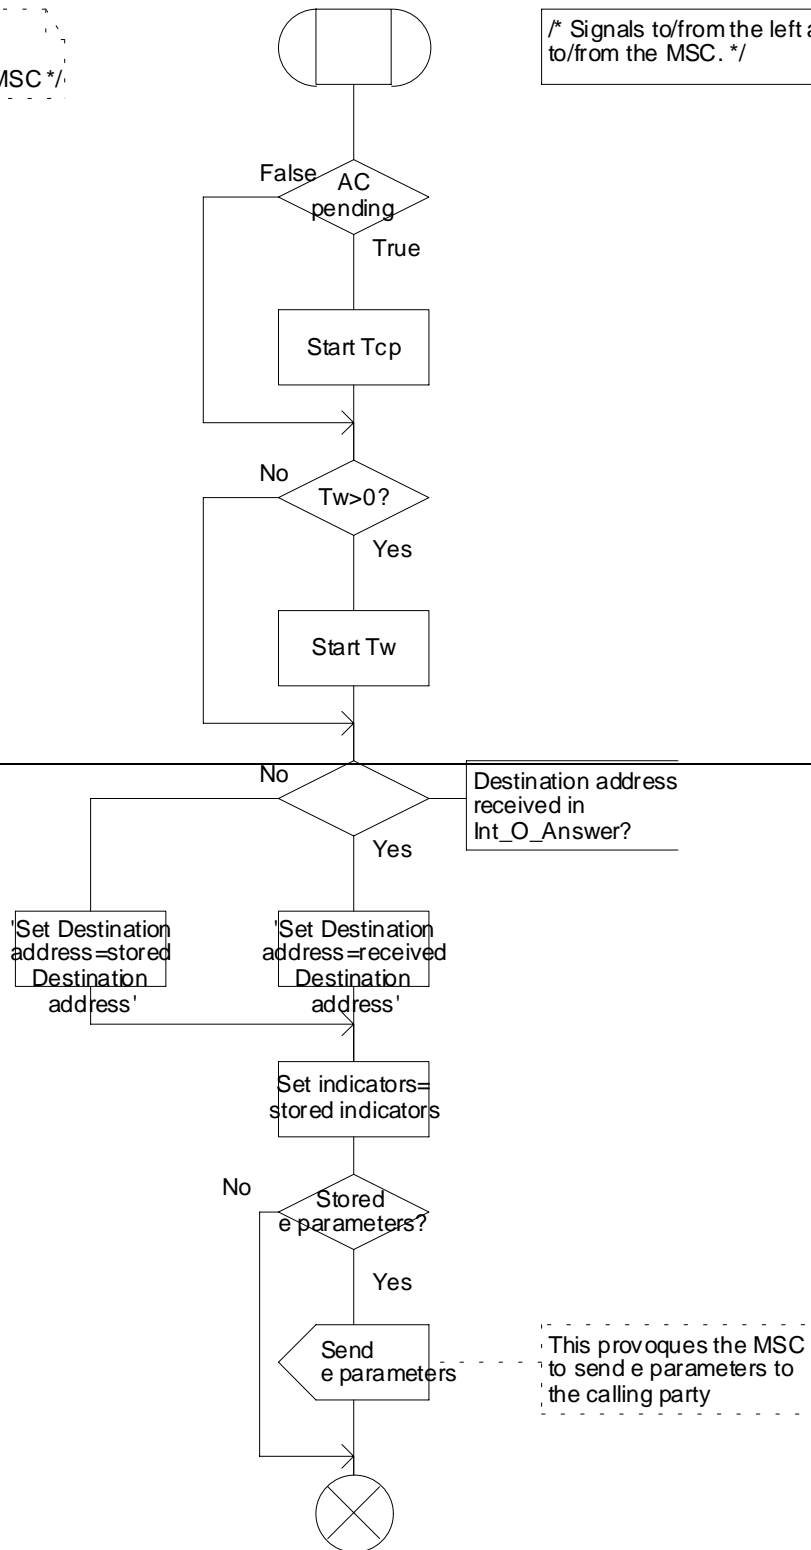 MSC */
/* Signals to/from the left a
to/from the MSC. */
False
AC
pending
True
Start Tcp
No
Tw>0?
Yes
Start Tw
No
Destination address
received in
Int_O_Answer?
Yes
'Set Destination
address=stored
Destination
address'
'Set Destination
address=received
Destination
address'
Set indicators=
stored indicators
No
Stored
e parameters?
Yes
Send
e parameters
This provoques the MSC
to send e parameters to
the calling party